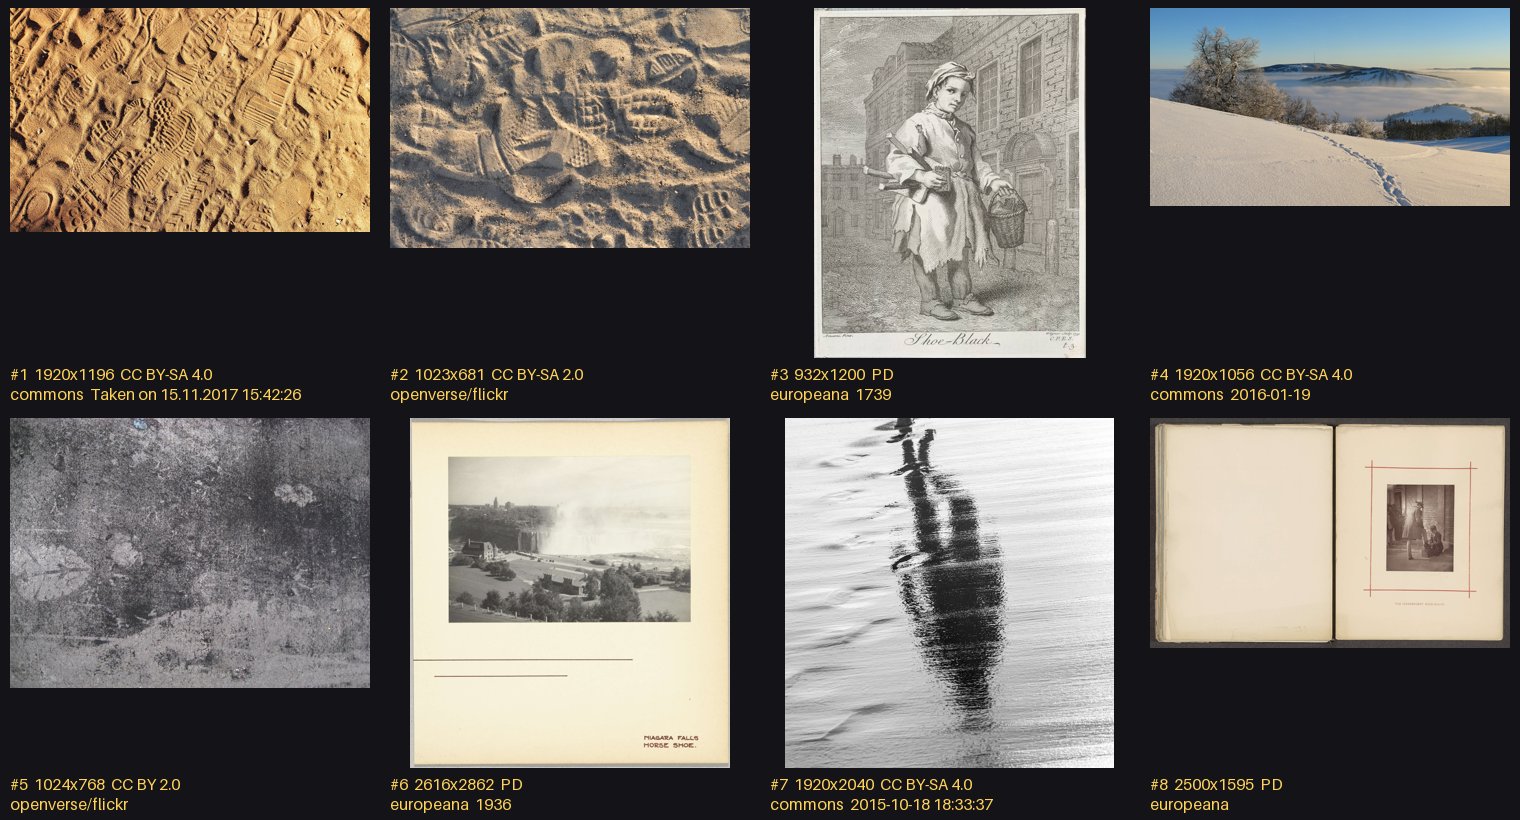 Shoe-Black
#1 1920x1196 CC BY-SA 4.0
commons Taken on 15.11.2017 15:42:26
#2 1023x681 CC BY-SA 2.0
openverse/flickr
#3 932x1200 PD
europeana 1739
#4 1920x1056 CC BY-SA 4.0
commons 2016-01-19
NIAGARA FALLS
HORSE SHOE.
#5 1024x768 CC BY 2.0
openverse/flickr
#6 2616x2862 PD
europeana 1936
#7 1920x2040 CC BY-SA 4.0
commons 2015-10-18 18:33:37
#8 2500x1595 PD
europeana